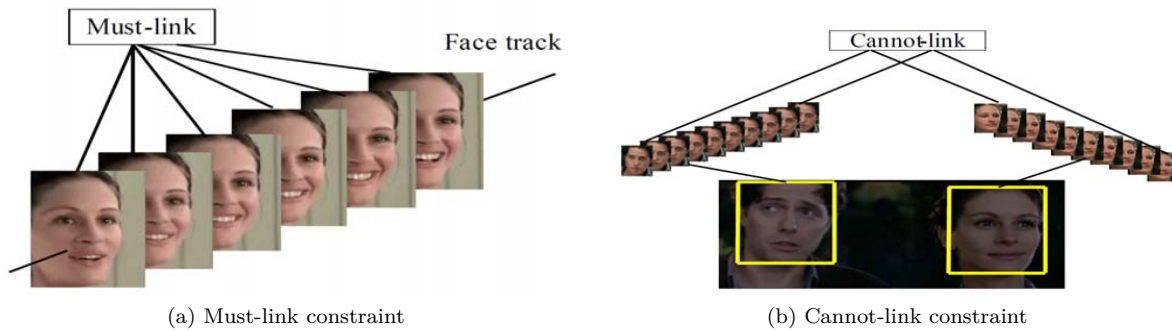 Must-link
Face track
Cannot-link
(a) Must-link constraint
(b) Cannot-link constraint